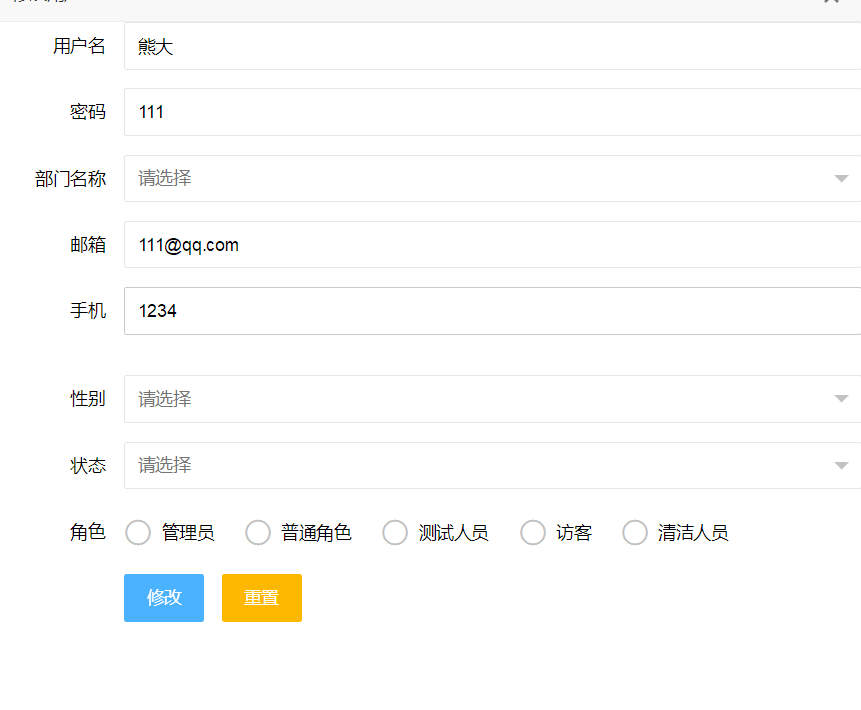 用户名 熊大
密码 111
部门名称 请选择
邮箱 111@qq.com
手机 1234
性别 请选择
状态 请选择
角色 管理员 普通角色 测试人员 访客 清洁人员
修改 重置